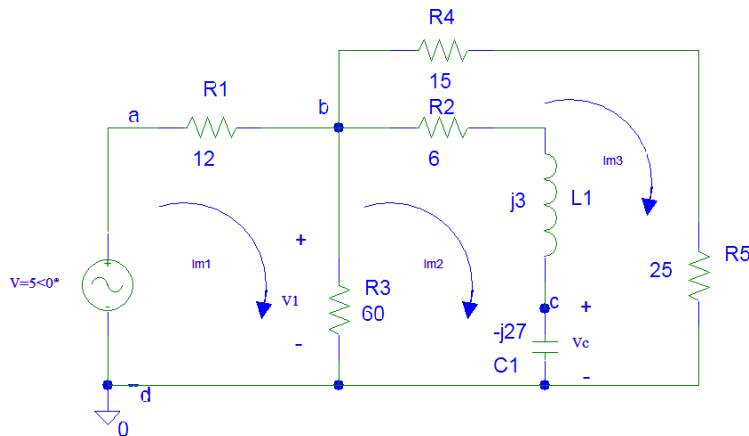 R4
15
R1
a
b
R2
12
6
Im3
j3
L1
Im1
+
Im2
R5
V=5<0*
+
-
V1
R3
60
25
c
+
-j27
Vc
C1
-
-
d
0